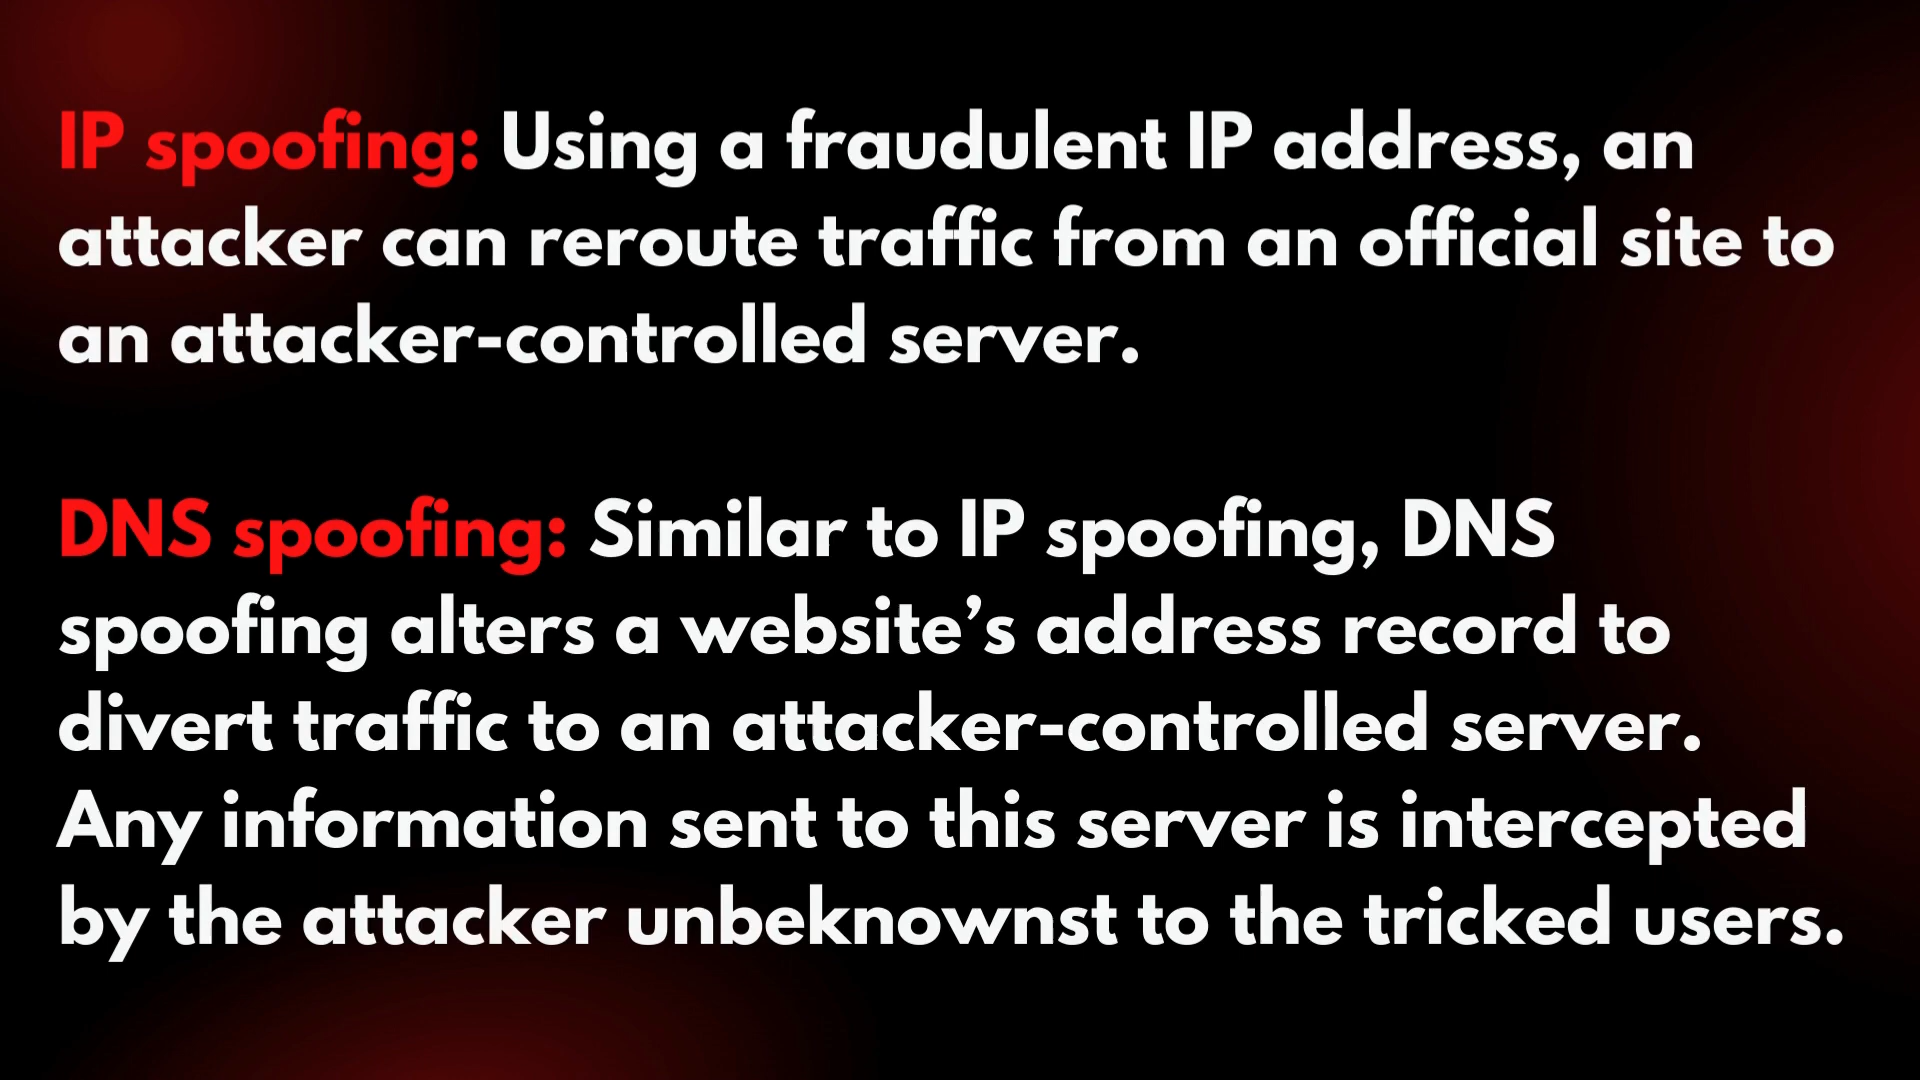 IP spoofing: Using a fraudulent IP address, an
attacker can reroute traffic from an official site to
an attacker-controlled server.
DNS spoofing: Similar to IP spoofing, DNS
spoofing alters a website’s address record to
divert traffic to an attacker-controlled server.
Any information sent to this server is intercepted
by the attacker unbeknownst to the tricked users.